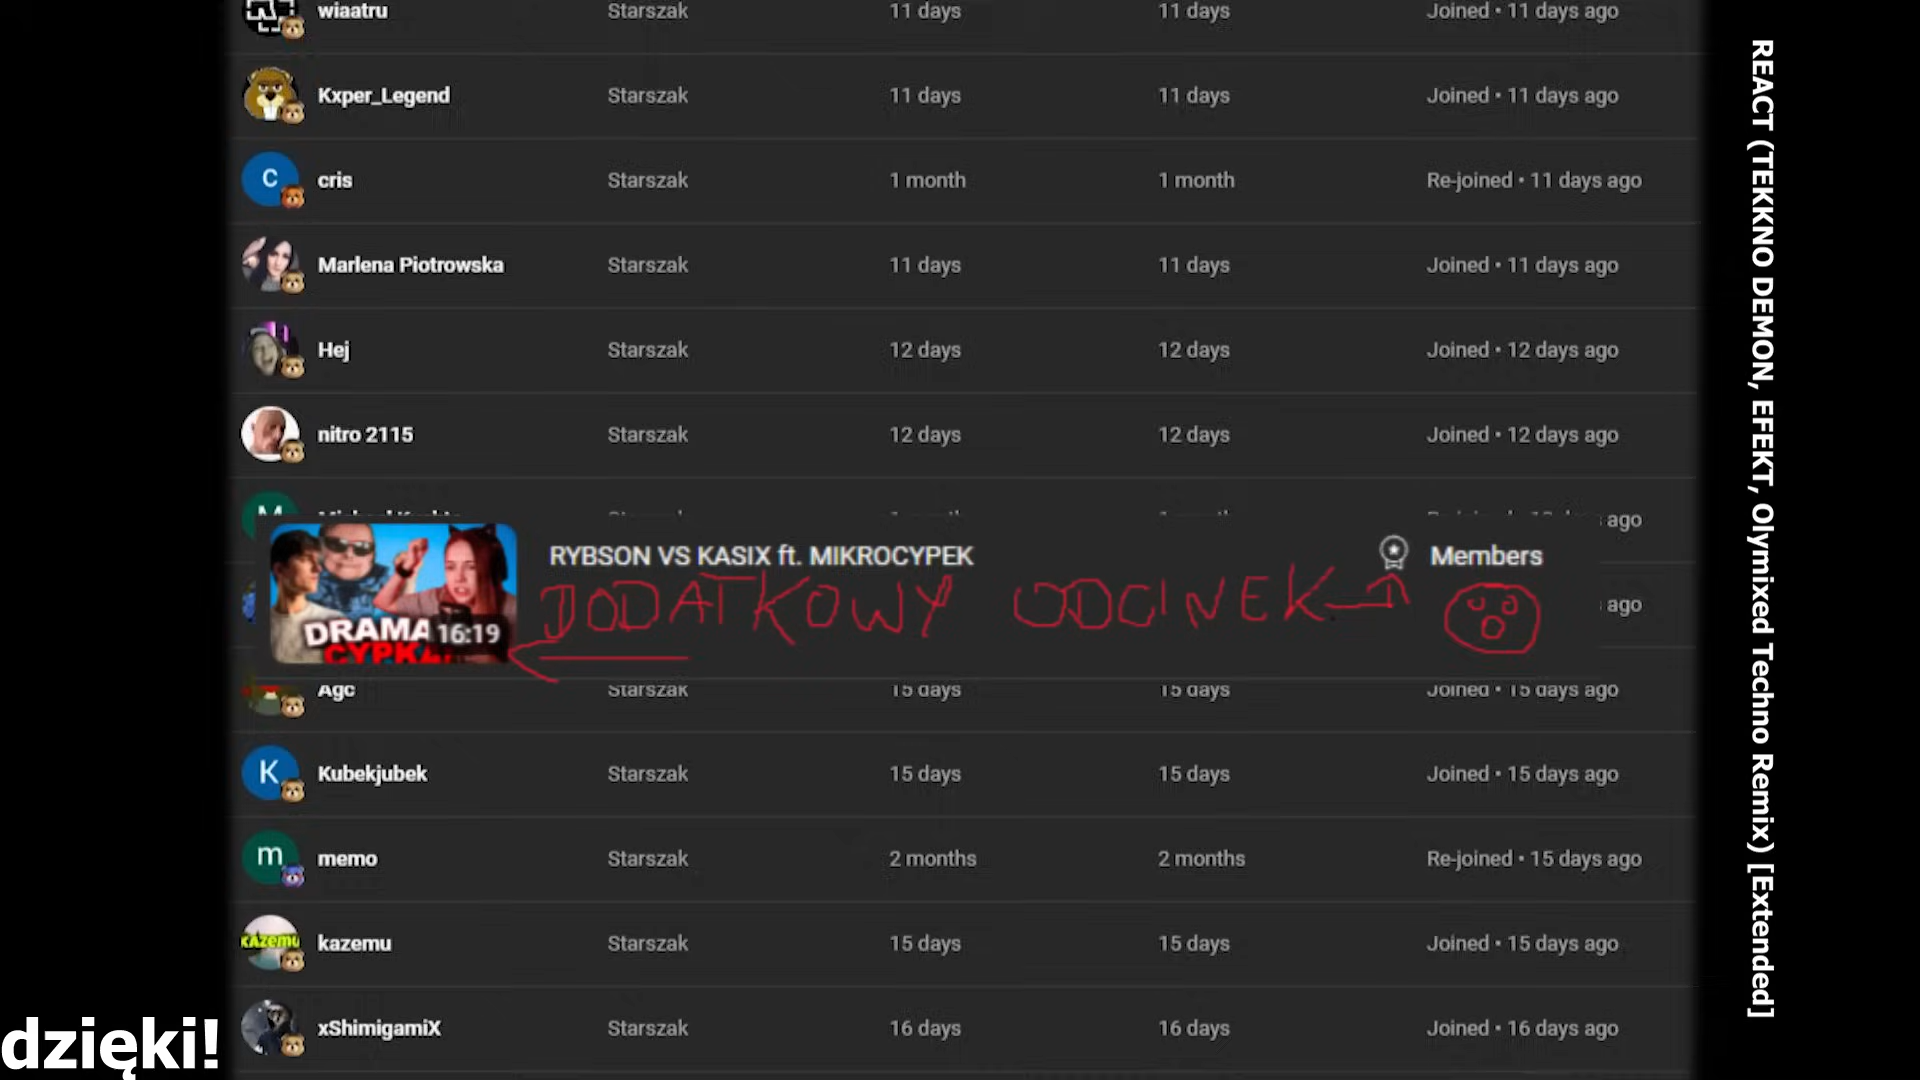 wiaatru Starszak 11 days 11 days Joined • 11 days ago
Kxper_Legend Starszak 11 days 11 days Joined • 11 days ago
C cris Starszak 1 month 1 month Re-joined • 11 days ago
Marlena Piotrowska Starszak 11 days 11 days Joined • 11 days ago
Hej Starszak 12 days 12 days Joined • 12 days ago
nitro 2115 Starszak 12 days 12 days Joined • 12 days ago
ago
RYBSON VS KASIX ft. MIKROCYPEK Members
DODATKOWY ODCINEK
ago
DRAMA 16:19
CYPKA
Agc Starszak 15 days 15 days Joined • 15 days ago
K Kubekjubek Starszak 15 days 15 days Joined • 15 days ago
m memo Starszak 2 months 2 months Re-joined • 15 days ago
KAZEMU kazemu Starszak 15 days 15 days Joined • 15 days ago
xShimigamiX Starszak 16 days 16 days Joined • 16 days ago
dzięki!
REACT (TEKKNO DEMON, EFEKT, Olymixed Techno Remix) [Extended]